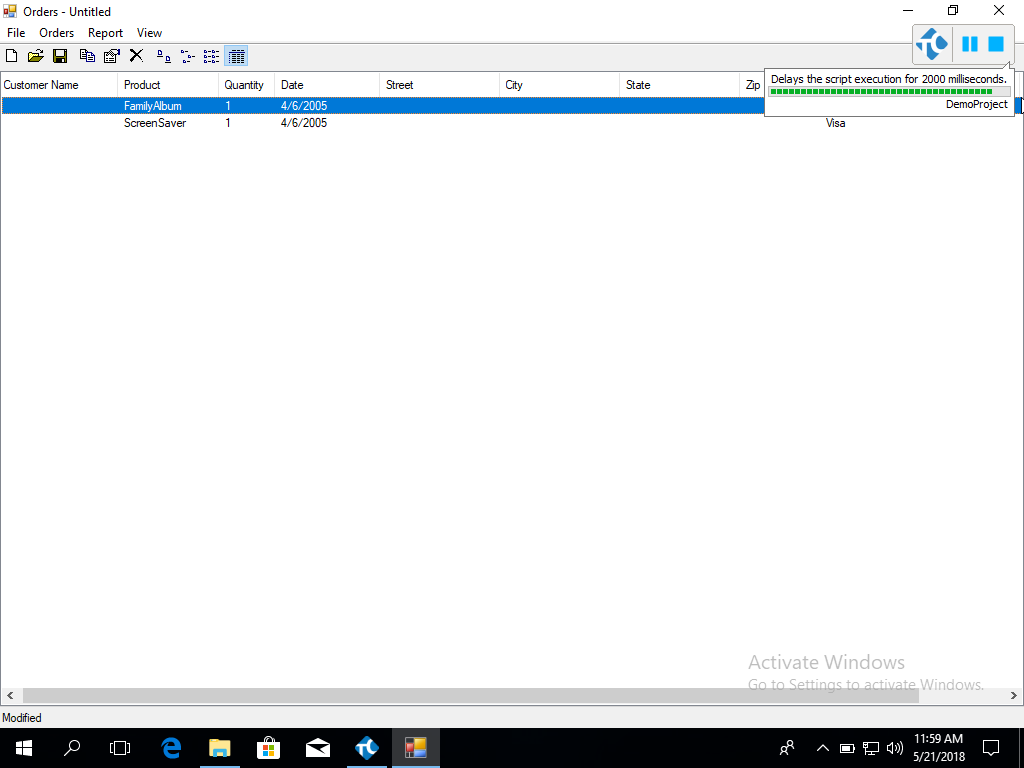 Orders - Untitled
File Orders Report View
Delays the script execution for 2000 milliseconds.
DemoProject
Customer Name Product Quantity Date Street City State Zip
FamilyAlbum 1 4/6/2005
ScreenSaver 1 4/6/2005 Visa
Activate Windows
Go to Settings to activate Windows.
Modified
11:59 AM
5/21/2018